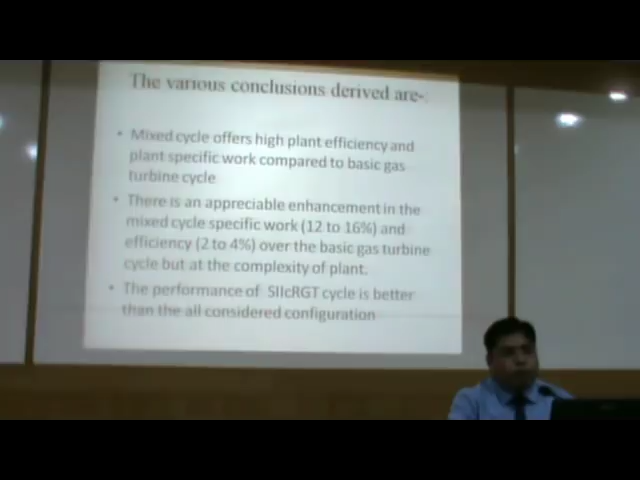 The various conclusions derived are-:
• Mixed cycle offers high plant efficiency and
plant specific work compared to basic gas
turbine cycle
• There is an appreciable enhancement in the
mixed cycle specific work (12 to 16%) and
efficiency (2 to 4%) over the basic gas turbine
cycle but at the complexity of plant.
• The performance of SIIcRGT cycle is better
than the all considered configuration